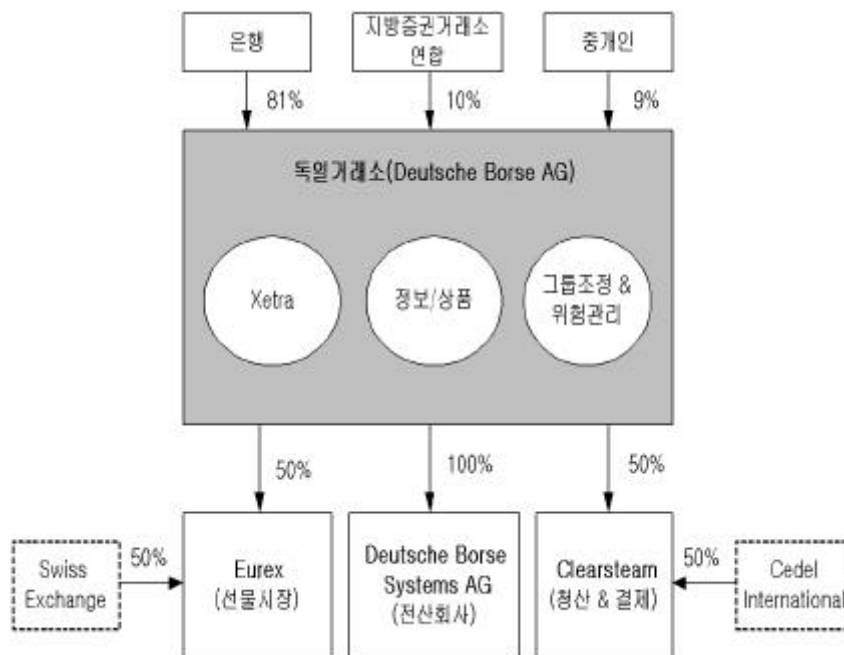 은행
지방증권거래소
연합
중개인
81%
10%
9%
독일거래소(Deutsche Borse AG)
Xetra
정보/상품
그룹조정 &
위험관리
50%
100%
50%
Swiss
Exchange
50%
Eurex
(선물시장)
Deutsche Borse
Systems AG
(전산회사)
Clearsteam
(청산 & 결제)
50%
Cedel
International